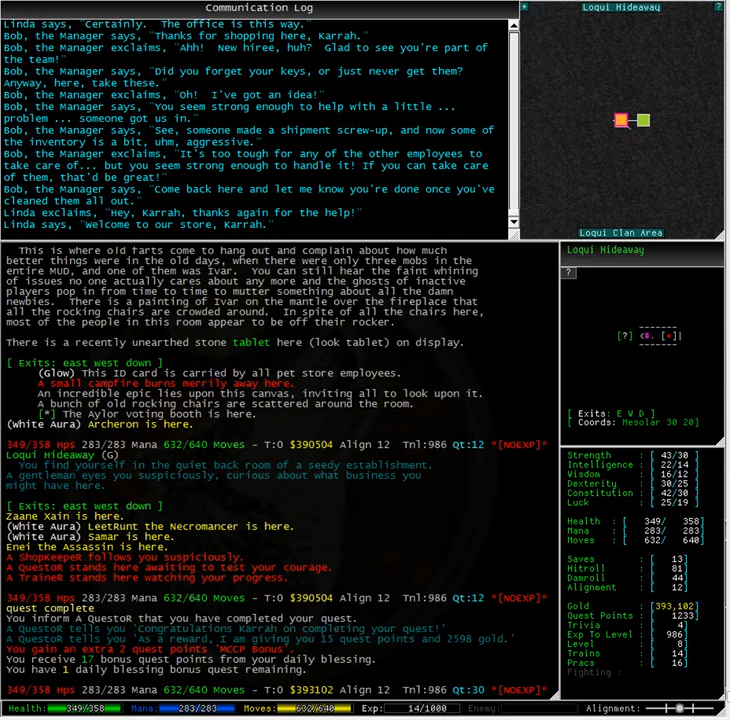 Communication Log
Linda says, "Certainly.  The office is this way."
Bob, the Manager says, "Thanks for shopping here, Karrah."
Bob, the Manager exclaims, "Ahh!  New hiree, huh?  Glad to see you're part of
the team!"
Bob, the Manager says, "Did you forget your keys, or just never get them?
Anyway, here, take these."
Bob, the Manager exclaims, "Oh!  I've got an idea!"
Bob, the Manager says, "You seem strong enough to help with a little ...
problem ... someone got us in."
Bob, the Manager says, "See, someone made a shipment screw-up, and now some of
the inventory is a bit, uhm, aggressive."
Bob, the Manager exclaims, "It's too tough for any of the other employees to
take care of... but you seem strong enough to handle it! If you can take care
of them, that'd be great!"
Bob, the Manager says, "Come back here and let me know you're done once you've
cleaned them all out."
Linda exclaims, "Hey, Karrah, thanks again for the help!"
Linda says, "Welcome to our store, Karrah."
* Loqui Hideaway ?
Loqui Clan Area
This is where old farts come to hang out and complain about how much
better things were in the old days, when there were only three mobs in the
entire MUD, and one of them was Ivar.  You can still hear the faint whining
of issues no one actually cares about any more and the ghosts of inactive
players pop in from time to time to mutter something about all the damn
newbies.  There is a painting of Ivar on the mantle over the fireplace that
all the rocking chairs are crowded around.  In spite of all the chairs here,
most of the people in this room appear to be off their rocker.
There is a recently unearthed stone tablet here (look tablet) on display.
[ Exits: east west down ]
(Glow) This ID card is carried by all pet store employees.
A small campfire burns merrily away here.
An incredible epic lies upon this canvas, inviting all to look upon it.
A bunch of old rocking chairs are scattered around the room.
[*] The Aylor voting booth is here.
(White Aura) Archeron is here.
349/358 Hps 283/283 Mana 632/640 Moves - T:0 $390504 Align 12  Tnl:986 Qt:12 *[NOEXP]*
Loqui Hideaway (G)
You find yourself in the quiet back room of a seedy establishment.
A gentleman eyes you suspiciously, curious about what business you
might have here.
[ Exits: east west down ]
Zaane Xain is here.
(White Aura) LeetRunt the Necromancer is here.
(White Aura) Samar is here.
Enei the Assassin is here.
A ShopKeepeR follows you suspiciously.
A QuestoR stands here awaiting to test your courage.
A TraineR stands here watching your progress.
349/358 Hps 283/283 Mana 632/640 Moves - T:0 $390504 Align 12  Tnl:986 Qt:12 *[NOEXP]*
quest complete
You inform A QuestoR that you have completed your quest.
A QuestoR tells you 'Congratulations Karrah on completing your quest!'
A QuestoR tells you 'As a reward, I am giving you 15 quest points and 2598 gold.'
You gain an extra 2 quest points 'MCCP Bonus'.
You receive 17 bonus quest points from your daily blessing.
You have 1 daily blessing bonus quest remaining.
349/358 Hps 283/283 Mana 632/640 Moves - T:0 $393102 Align 12  Tnl:986 Qt:30 *[NOEXP]*
Loqui Hideaway
?
[?] <#. [*]|
[ Exits: E W D ]
[ Coords: Mesolar 30 20]
Strength : [ 43/30 ]
Intelligence : [ 22/14 ]
Wisdom : [ 16/12 ]
Dexterity : [ 30/25 ]
Constitution : [ 42/30 ]
Luck : [ 25/19 ]
Health : [ 349/ 358]
Mana : [ 283/ 283]
Moves : [ 632/ 640]
Saves : [ 13]
Hitroll : [ 81]
Damroll : [ 44]
Alignment : [ 12]
Gold : [393,102]
Quest Points : [ 1233]
Trivia : [ 4]
Exp To Level : [ 986]
Level : [ 8]
Trains : [ 14]
Pracs : [ 16]
Fighting :
Health: 349/358 Mana: 283/283 Moves: 632/640 Exp: 14/1000 Enemy: Alignment: